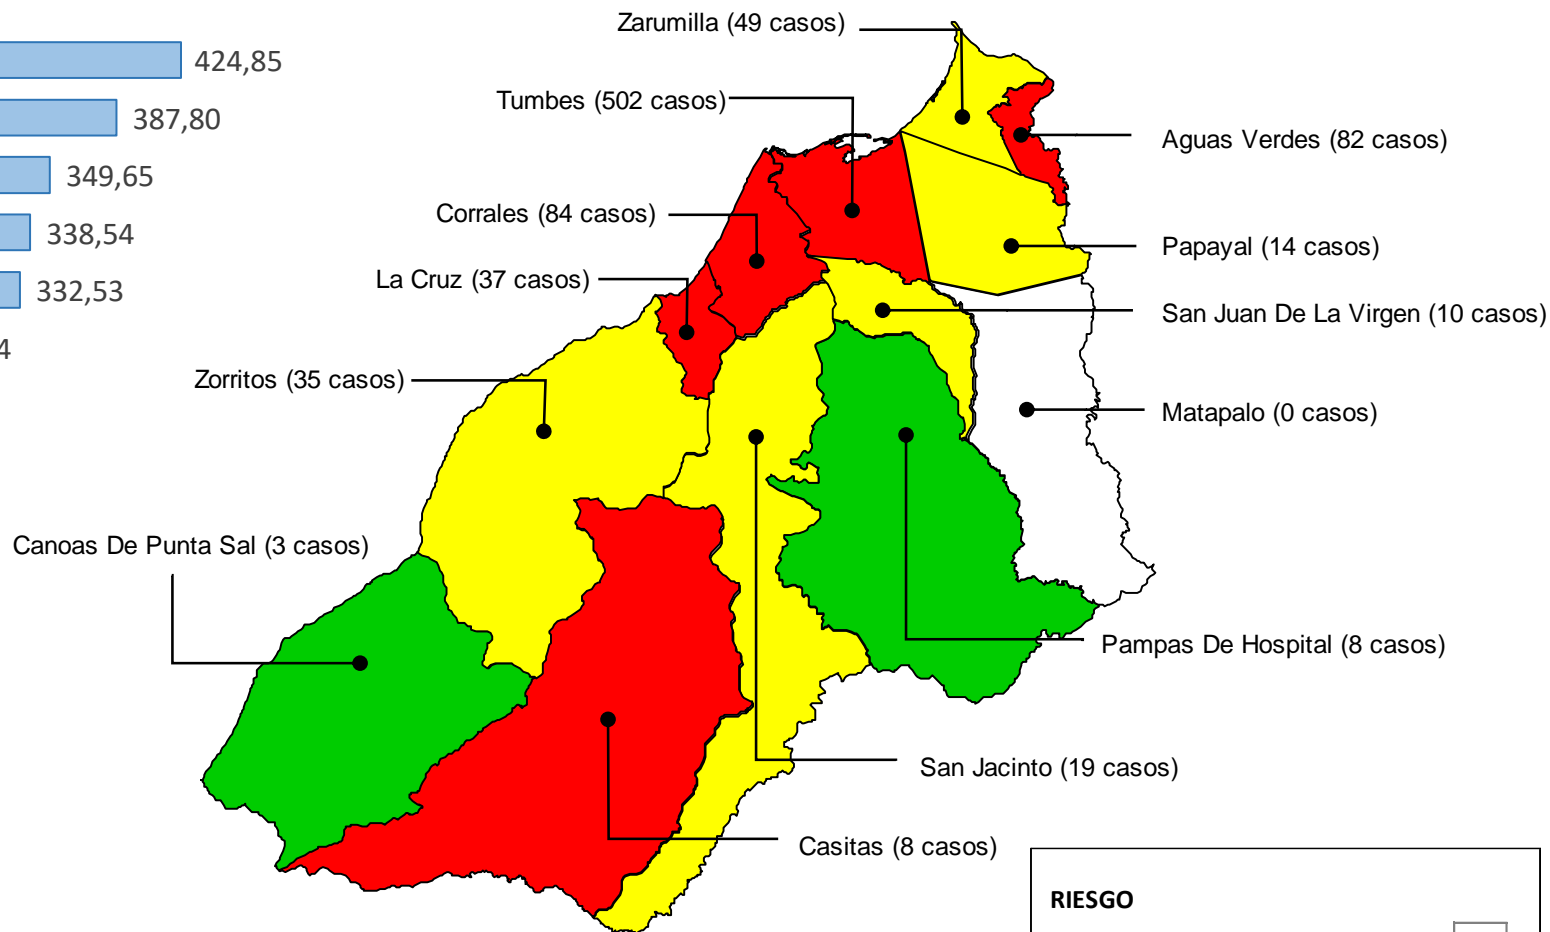 Zarumilla (49 casos)
424,85
Tumbes (502 casos)
387,80
Aguas Verdes (82 casos)
349,65
Corrales (84 casos)
338,54
Papayal (14 casos)
La Cruz (37 casos)
332,53
San Juan De La Virgen (10 casos)
4
Zorritos (35 casos)
Matapalo (0 casos)
Canoas De Punta Sal (3 casos)
Pampas De Hospital (8 casos)
San Jacinto (19 casos)
Casitas (8 casos)
RIESGO